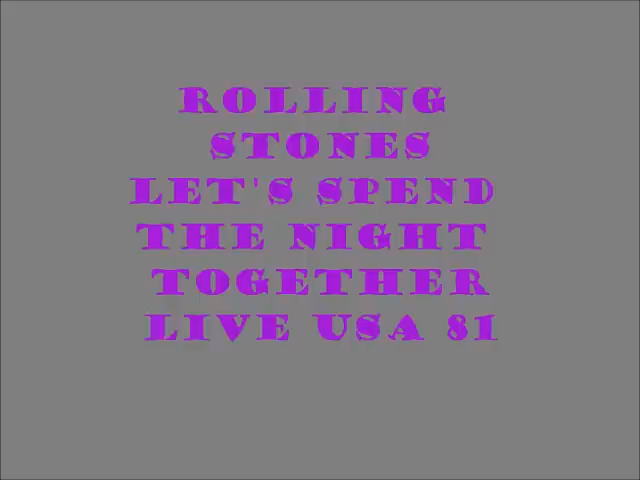 ROLLING
STONES
LET'S SPEND
THE NIGHT
TOGETHER
LIVE USA 81